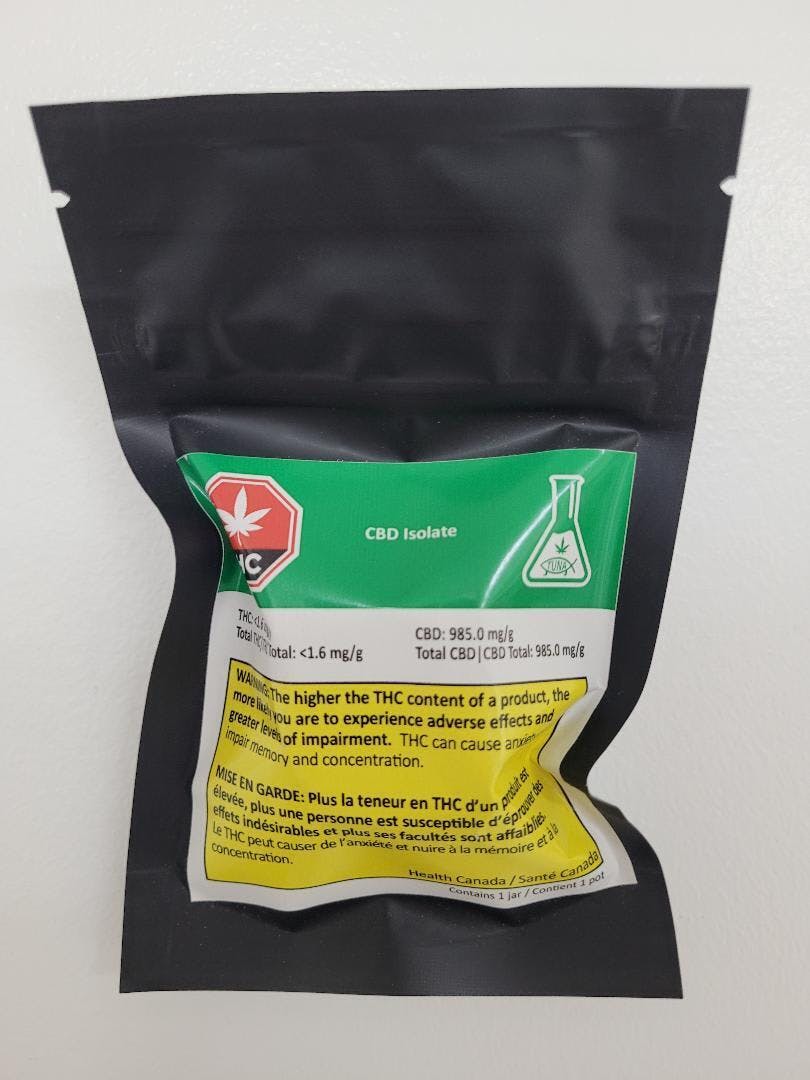 CBD Isolate
TUNA
THC: <1.6
Total THC Total: <1.6 mg/g
CBD: 985.0 mg/g
Total CBD|CBD Total: 985.0 mg/g
The higher the THC content of a product, the
more you are to experience adverse effects and
greater levels of impairment. THC can cause
impair memory and concentration.
MISE EN GARDE: Plus la teneur en THC d'un produit est
élevée, plus une personne est susceptible d'éprouver des
effets indésirables et plus ses facultés sont affaiblies.
Le THC peut causer de l'anxiété et nuire à la mémoire et à la
concentration.
Health Canada / Santé Canada
Contains 1 jar / Contient 1 pot